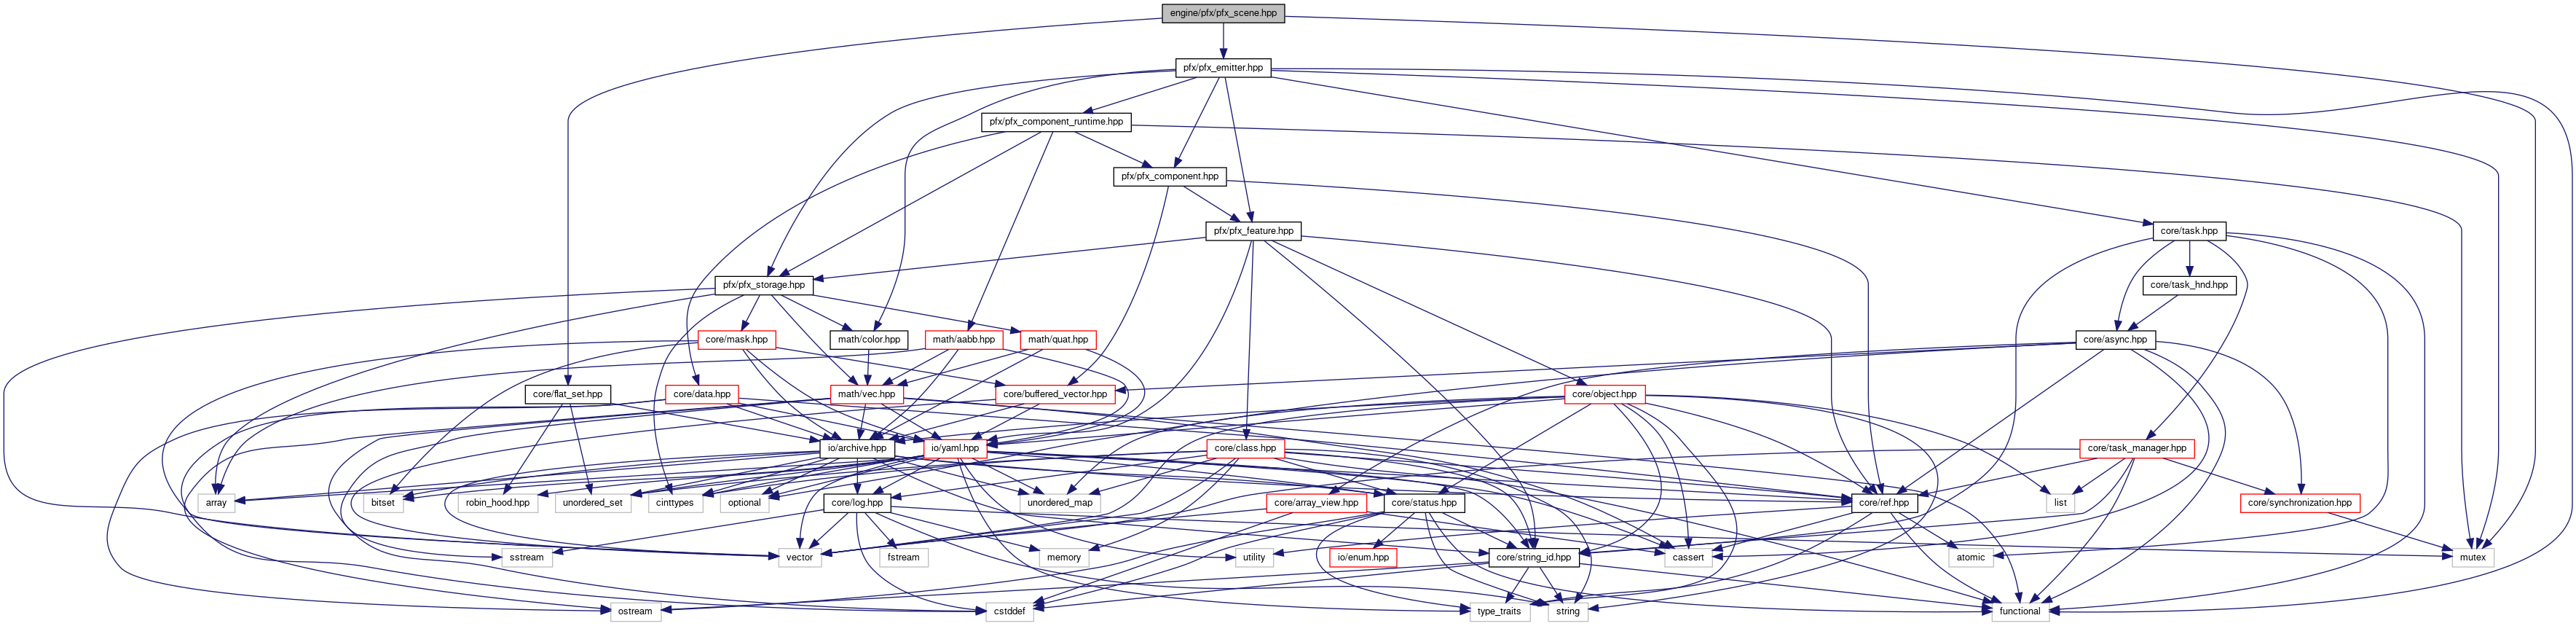 engine/pfx/pfx_scene.hpp
pfx/pfx_emitter.hpp
pfx/pfx_component_runtime.hpp
pfx/pfx_component.hpp
pfx/pfx_feature.hpp
core/task.hpp
pfx/pfx_storage.hpp
core/task_hnd.hpp
core/mask.hpp
math/color.hpp
math/aabb.hpp
math/quat.hpp
core/async.hpp
core/flat_set.hpp
core/data.hpp
math/vec.hpp
core/buffered_vector.hpp
core/object.hpp
io/archive.hpp
io/yaml.hpp
core/class.hpp
core/task_manager.hpp
array
bitset
robin_hood.hpp
unordered_set
cinttypes
optional
core/log.hpp
unordered_map
core/array_view.hpp
core/status.hpp
core/ref.hpp
list
core/synchronization.hpp
sstream
vector
fstream
memory
utility
io/enum.hpp
core/string_id.hpp
cassert
atomic
mutex
ostream
cstddef
type_traits
string
functional